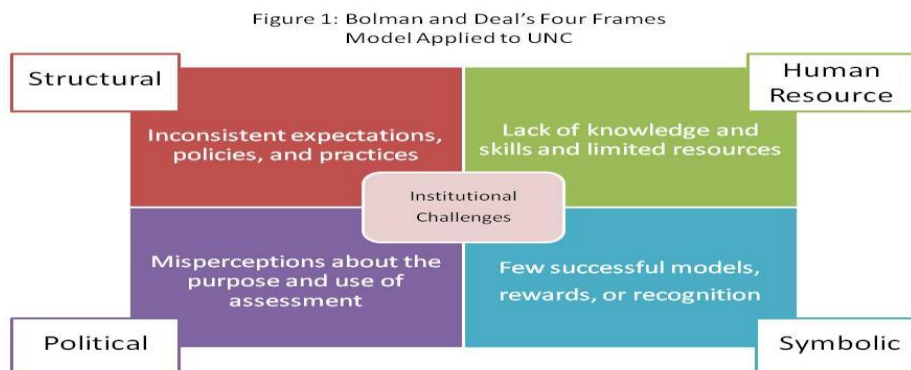 Figure 1: Bolman and Deal’s Four Frames
Model Applied to UNC
Structural
Human
Resource
Inconsistent expectations,
policies, and practices
Lack of knowledge and
skills and limited resources
Institutional
Challenges
Misperceptions about the
purpose and use of
assessment
Few successful models,
rewards, or recognition
Political
Symbolic